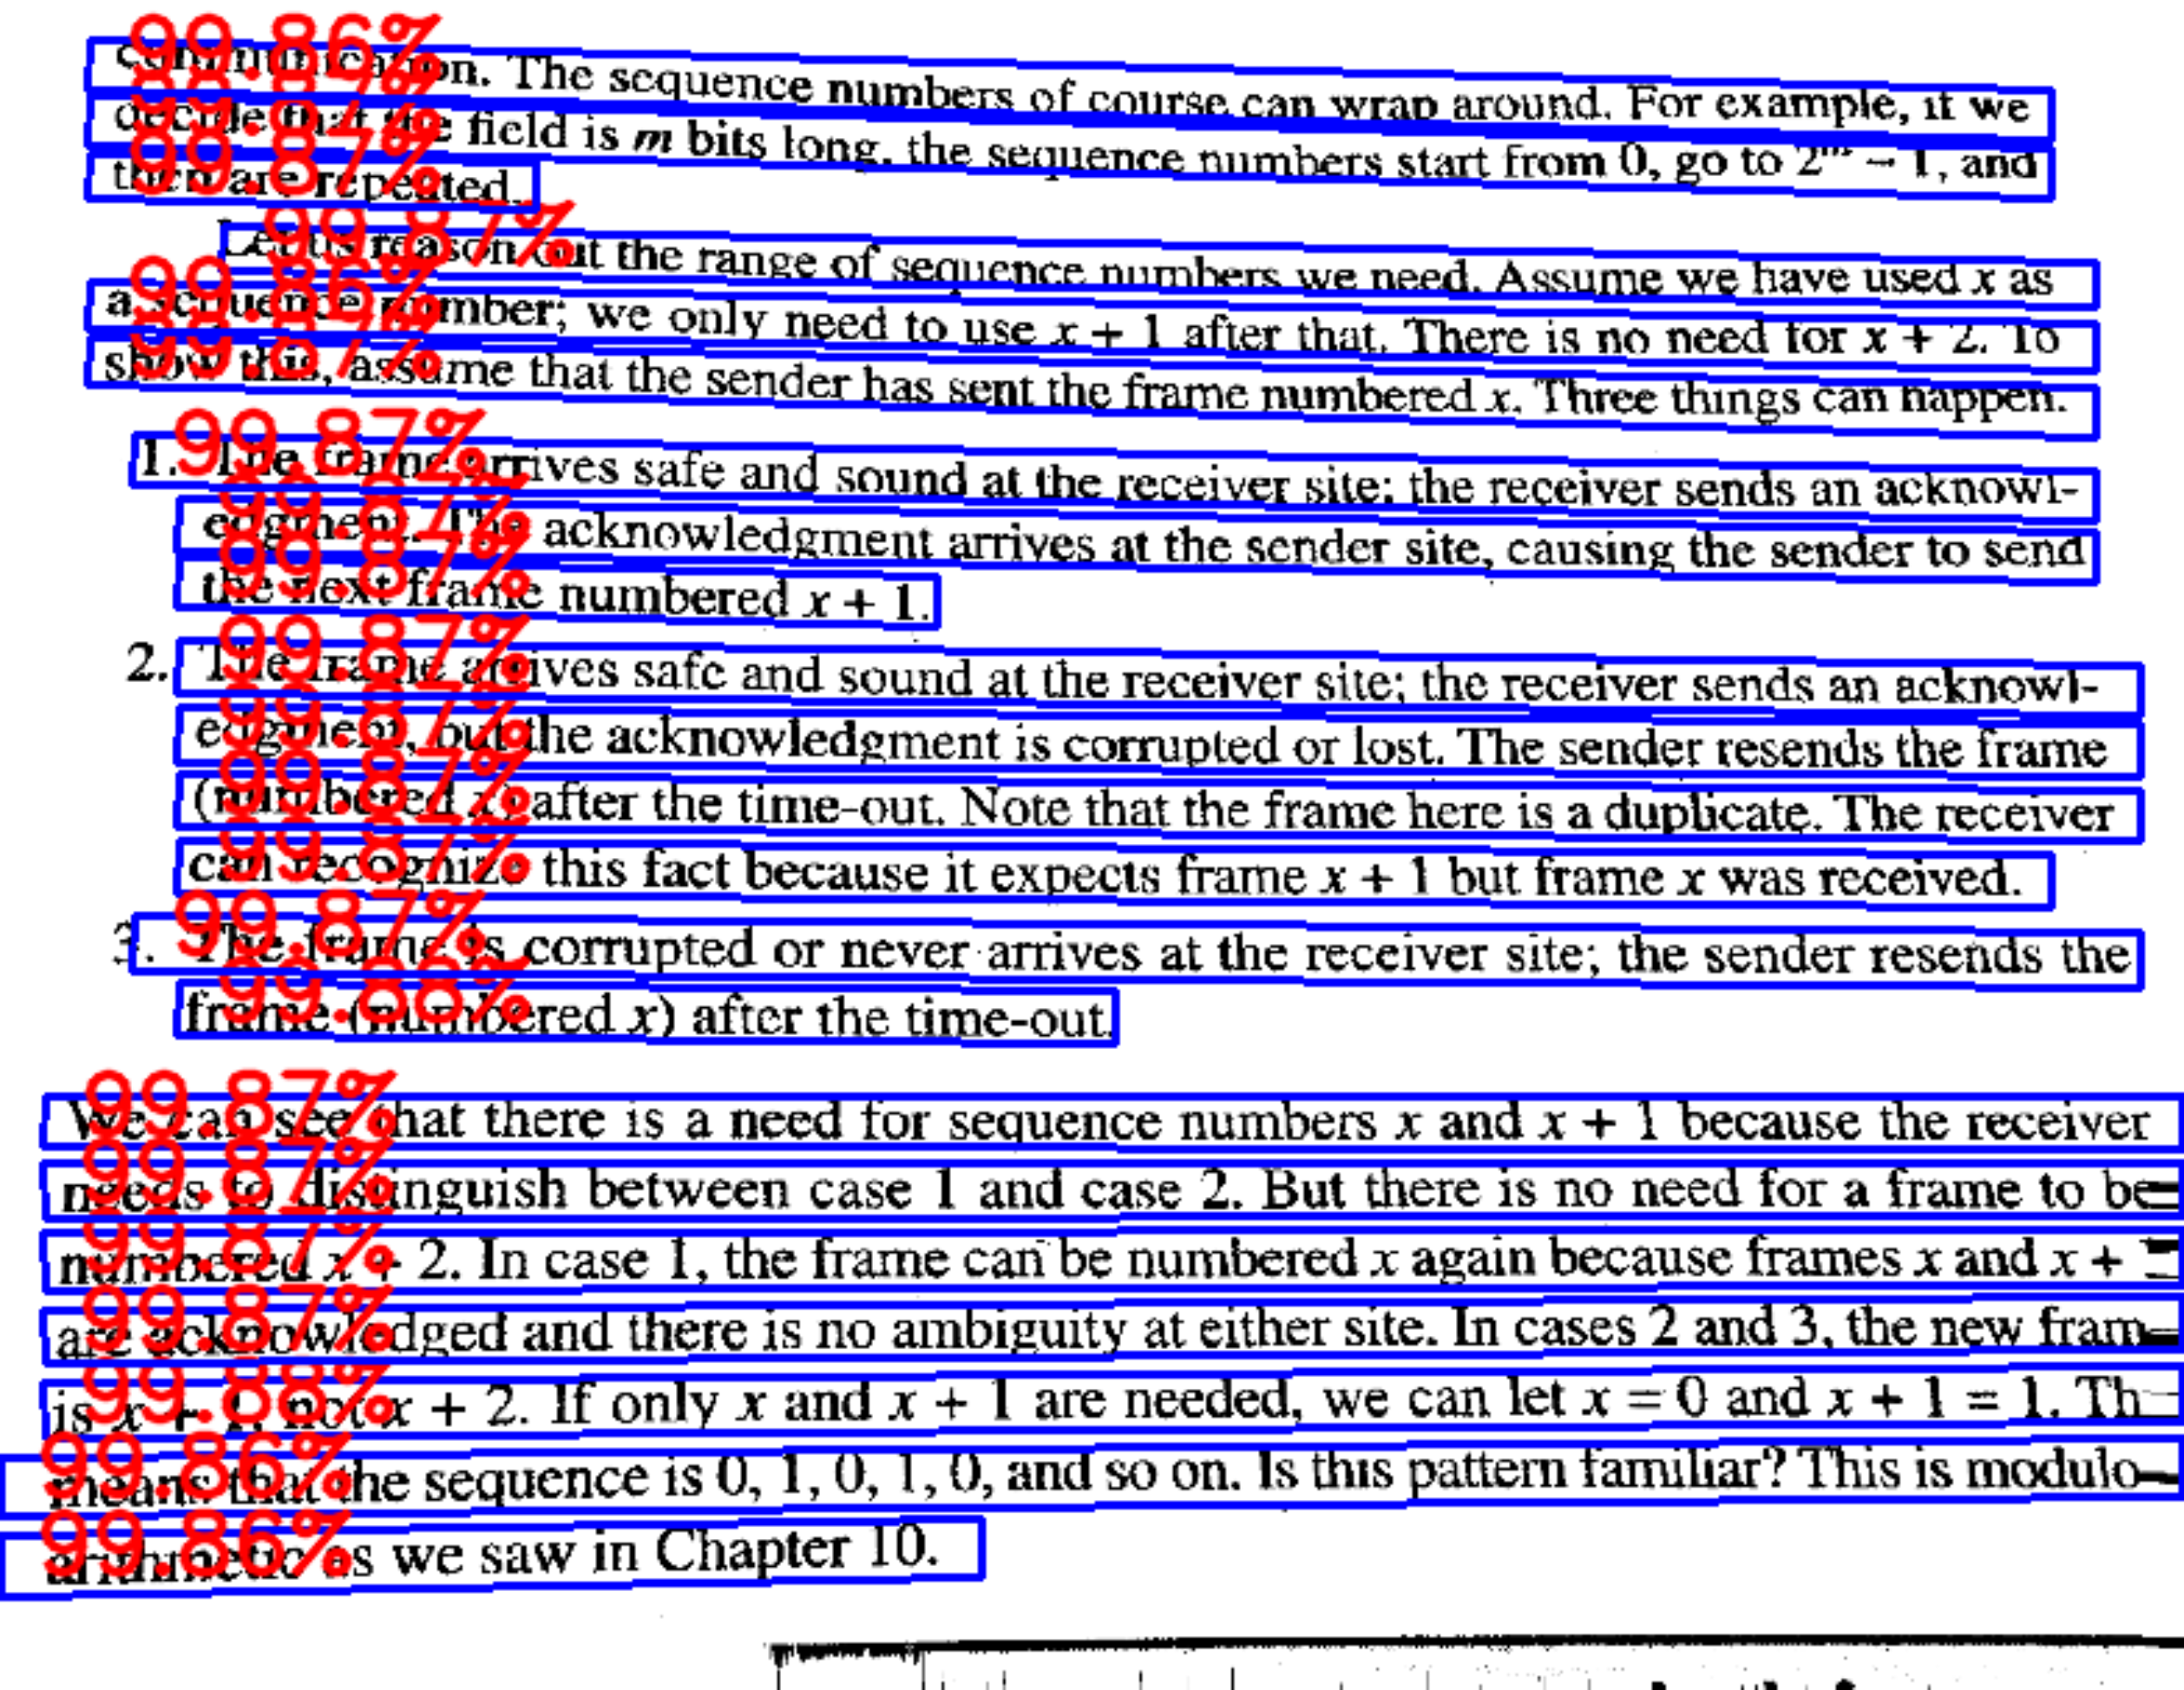 99.86%
communication. The sequence numbers of course can wrap around. For example, if we
99.87%
decide that the field is m bits long, the sequence numbers start from 0, go to 2^m − 1, and
99.87%
then are repeated.
99.87%
Let us reason out the range of sequence numbers we need. Assume we have used x as
99.86%
a sequence number; we only need to use x + 1 after that. There is no need for x + 2. To
99.87%
show this, assume that the sender has sent the frame numbered x. Three things can happen.
99.87%
1. The frame arrives safe and sound at the receiver site; the receiver sends an acknowl-
99.87%
edgment. The acknowledgment arrives at the sender site, causing the sender to send
99.87%
the next frame numbered x + 1.
99.87%
2. The frame arrives safe and sound at the receiver site; the receiver sends an acknowl-
99.87%
edgment, but the acknowledgment is corrupted or lost. The sender resends the frame
99.87%
(numbered x) after the time-out. Note that the frame here is a duplicate. The receiver
99.87%
can recognize this fact because it expects frame x + 1 but frame x was received.
99.87%
3. The frame is corrupted or never arrives at the receiver site; the sender resends the
99.88%
frame (numbered x) after the time-out.
99.87%
We can see that there is a need for sequence numbers x and x + 1 because the receiver
99.87%
needs to distinguish between case 1 and case 2. But there is no need for a frame to be
99.87%
numbered x + 2. In case 1, the frame can be numbered x again because frames x and x +
99.87%
are acknowledged and there is no ambiguity at either site. In cases 2 and 3, the new fram
99.88%
is x + 1, not x + 2. If only x and x + 1 are needed, we can let x = 0 and x + 1 = 1. Th
99.86%
means that the sequence is 0, 1, 0, 1, 0, and so on. Is this pattern familiar? This is modulo
99.86%
arithmetic as we saw in Chapter 10.